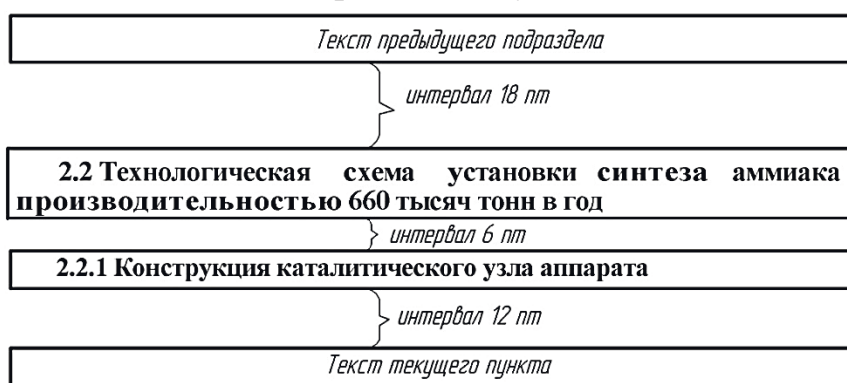 Текст предыдущего подраздела
интервал 18 пт
2.2 Технологическая схема установки синтеза аммиака
производительностью 660 тысяч тонн в год
интервал 6 пт
2.2.1 Конструкция каталитического узла аппарата
интервал 12 пт
Текст текущего пункта